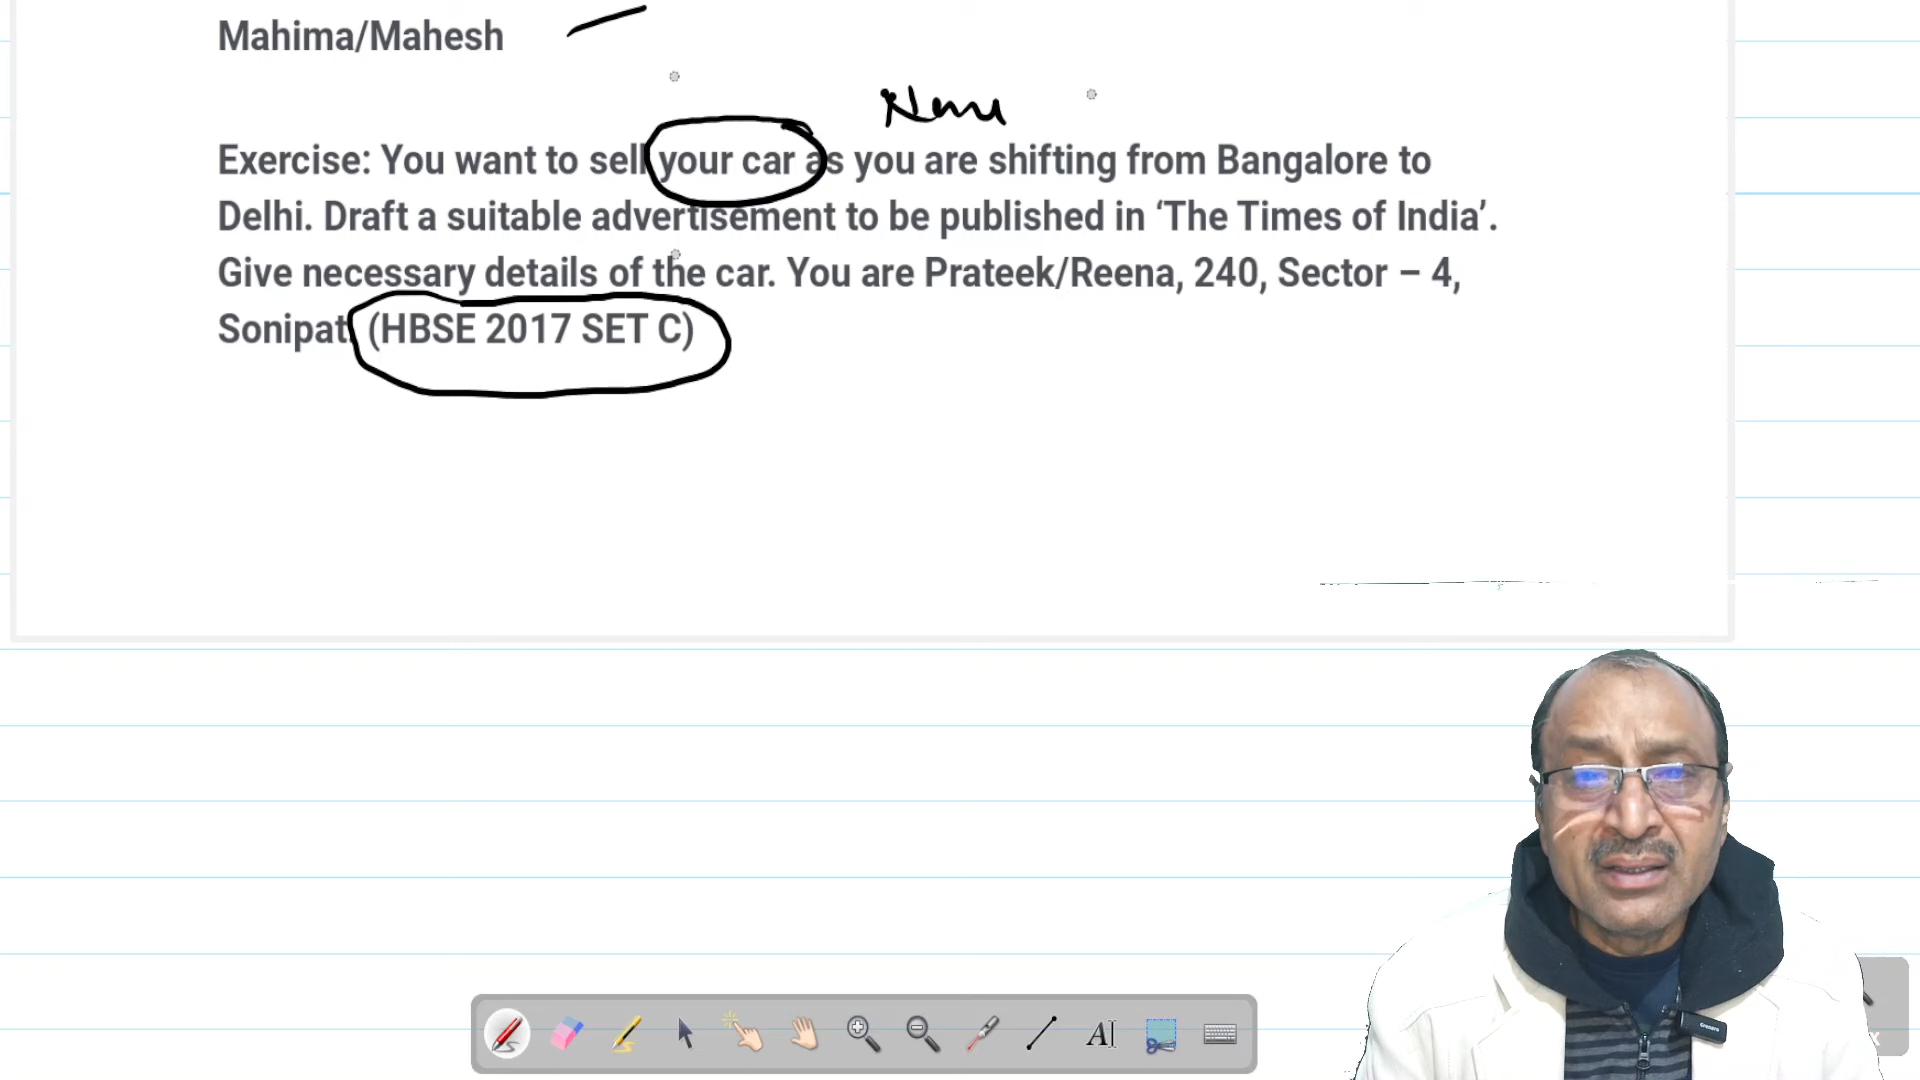 Mahima/Mahesh
Name
Exercise: You want to sell your car as you are shifting from Bangalore to
Delhi. Draft a suitable advertisement to be published in ‘The Times of India’.
Give necessary details of the car. You are Prateek/Reena, 240, Sector – 4,
Sonipat. (HBSE 2017 SET C)